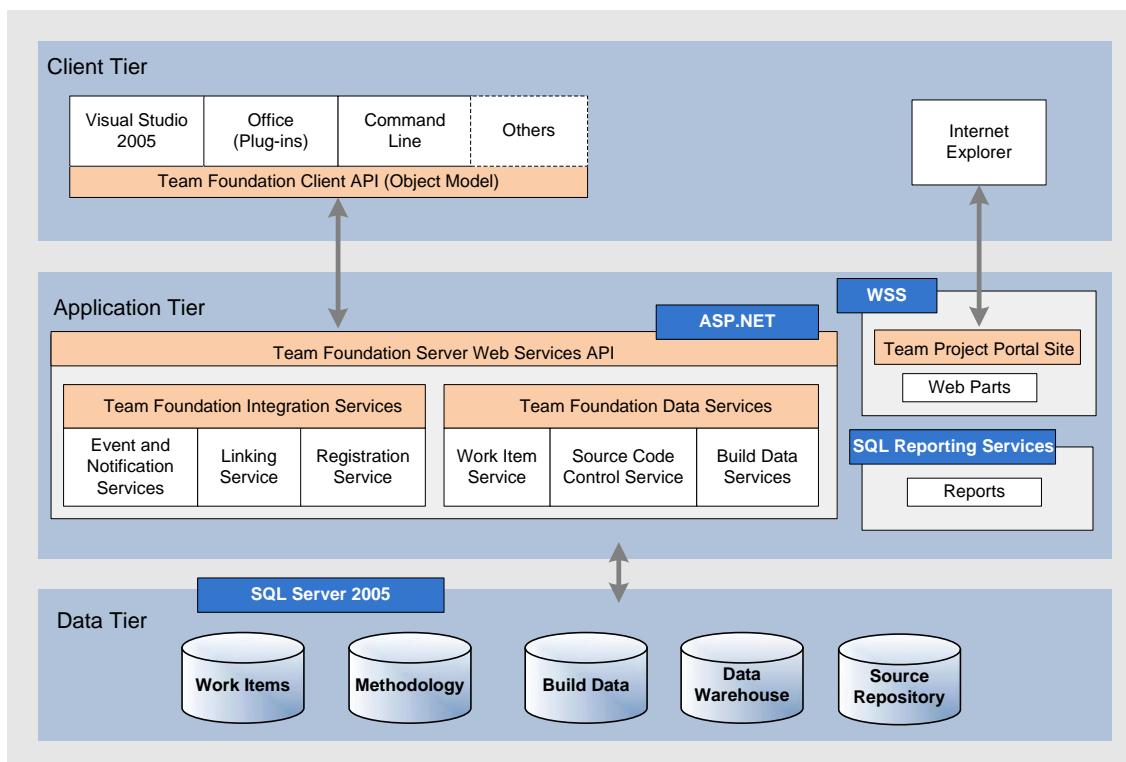 Client Tier
Visual Studio
2005
Office
(Plug-ins)
Command
Line
Others
Team Foundation Client API (Object Model)
Internet
Explorer
Application Tier
ASP.NET
Team Foundation Server Web Services API
Team Foundation Integration Services
Event and
Notification
Services
Linking
Service
Registration
Service
Team Foundation Data Services
Work Item
Service
Source Code
Control Service
Build Data
Services
WSS
Team Project Portal Site
Web Parts
SQL Reporting Services
Reports
Data Tier
SQL Server 2005
Work Items
Methodology
Build Data
Data
Warehouse
Source
Repository